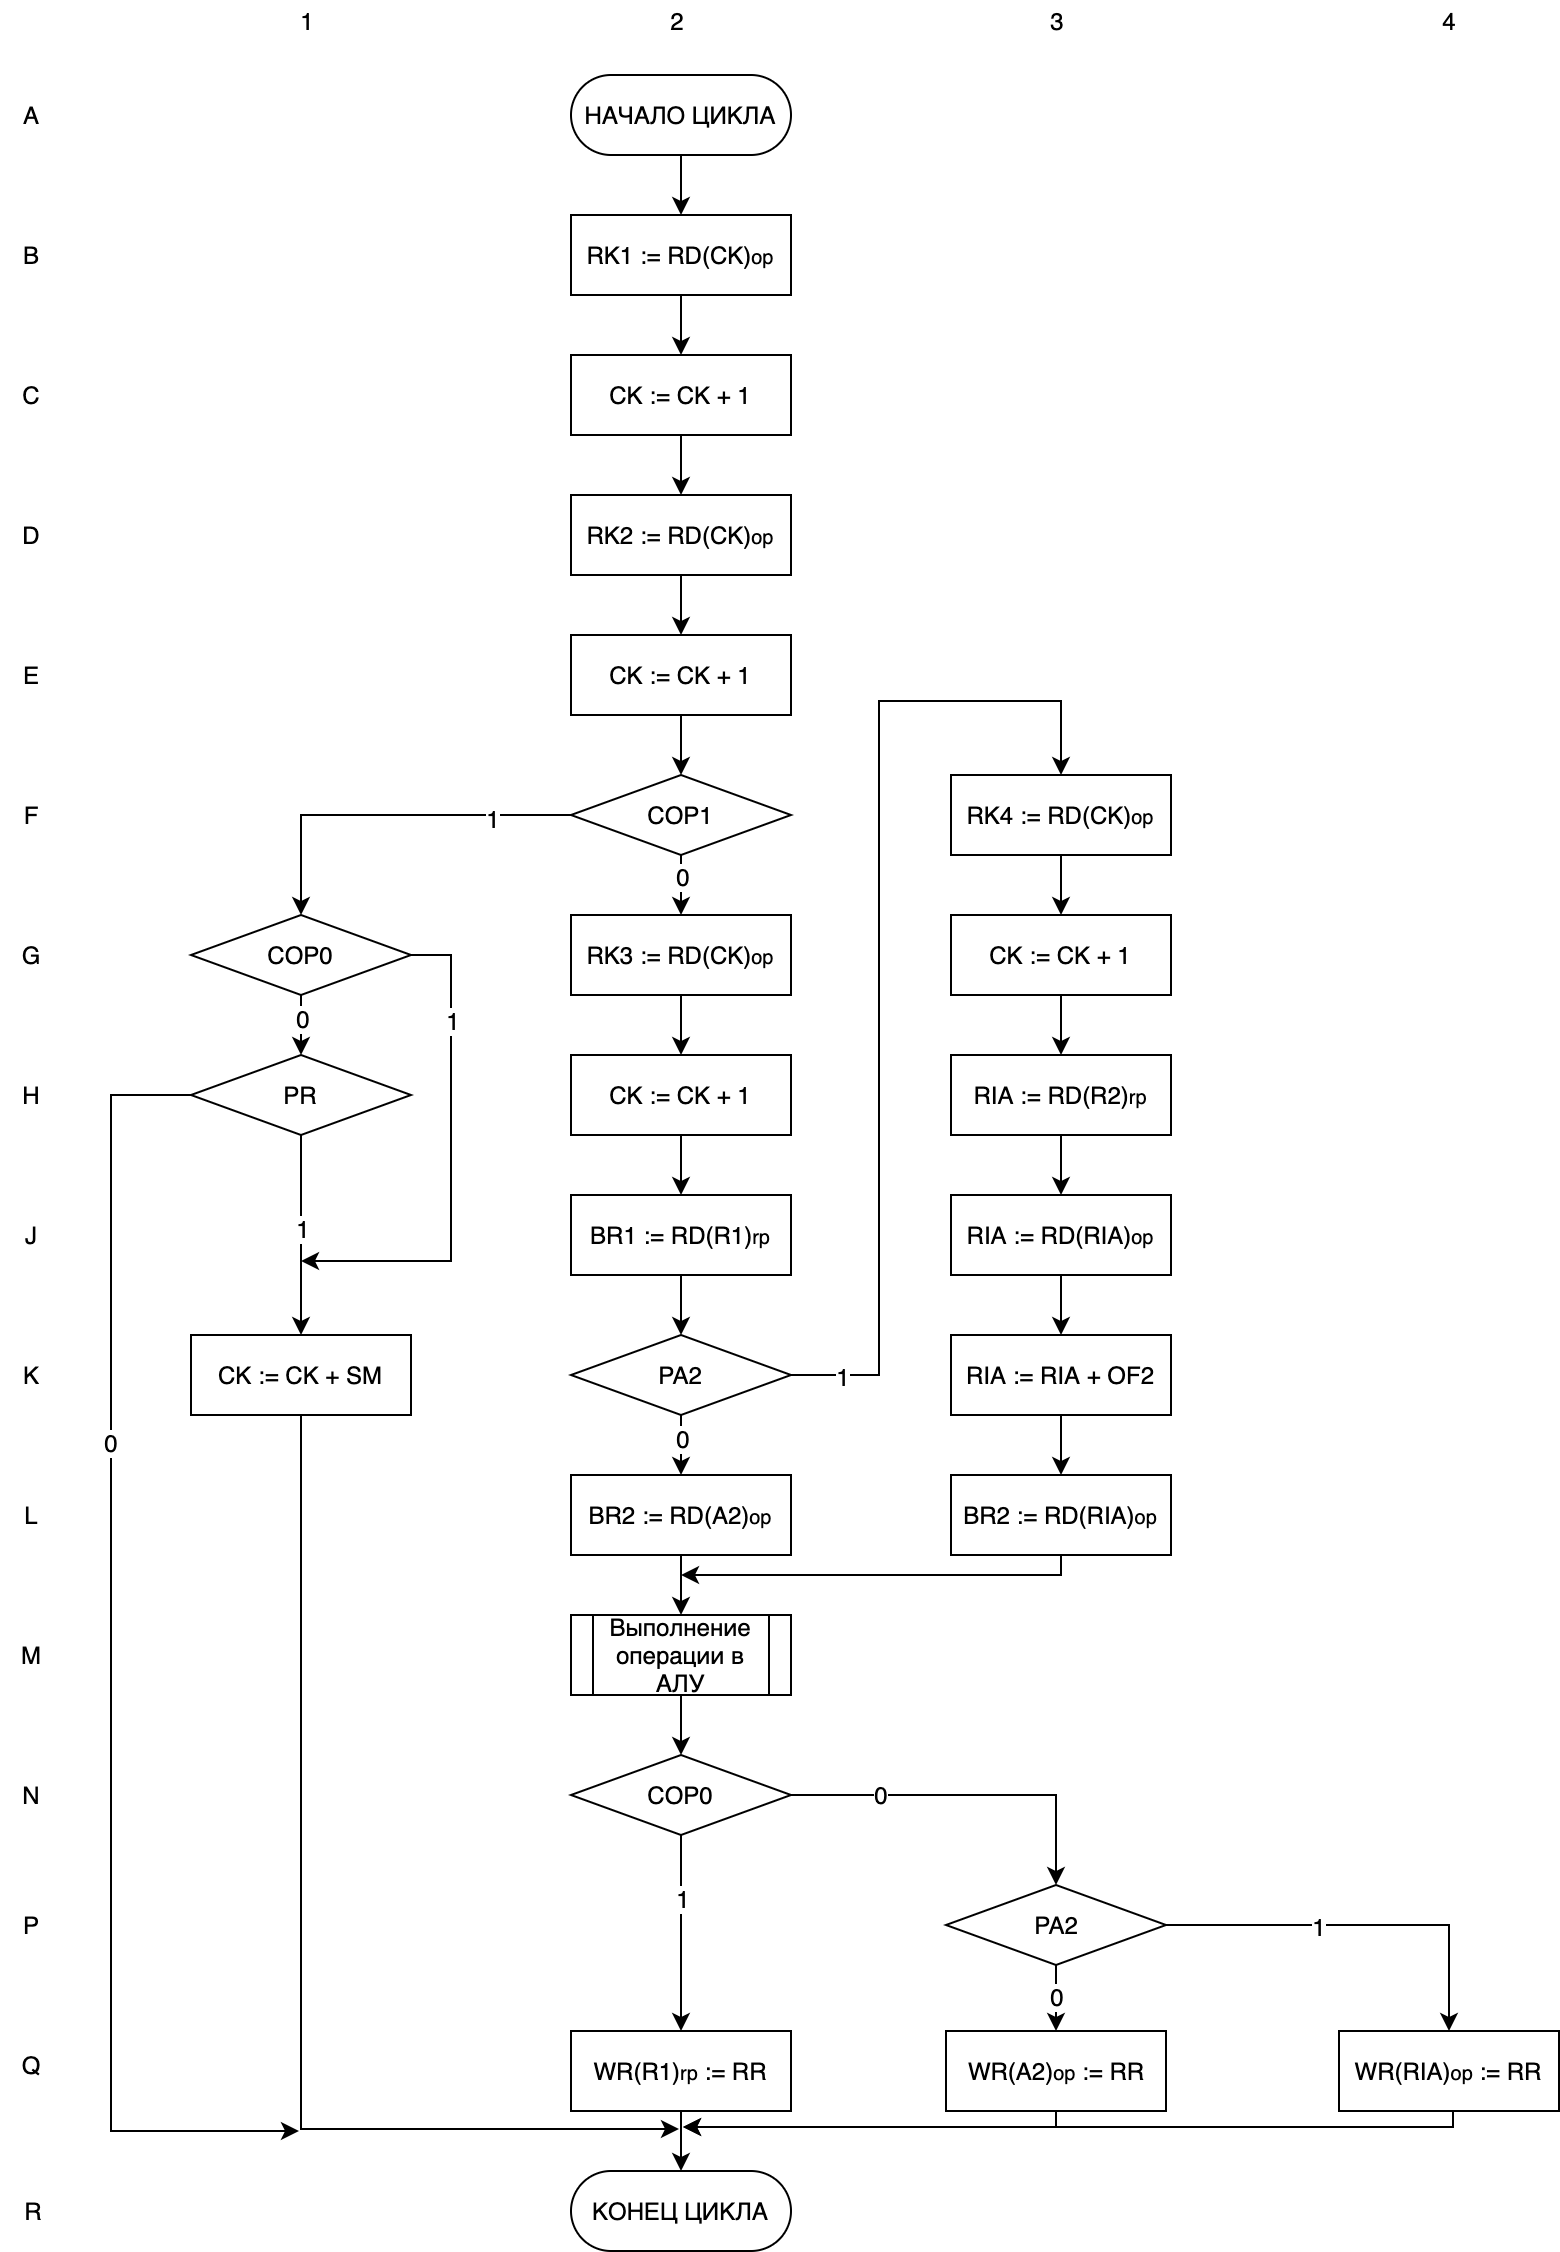 1 2 3 4
A НАЧАЛО ЦИКЛА
B RK1 := RD(CK)op
C CK := CK + 1
D RK2 := RD(CK)op
E CK := CK + 1
F 1 COP1 RK4 := RD(CK)op
0
G COP0 RK3 := RD(CK)op CK := CK + 1
0 1
H PR CK := CK + 1 RIA := RD(R2)rp
1
J BR1 := RD(R1)rp RIA := RD(RIA)op
K CK := CK + SM PA2 1 RIA := RIA + OF2
0 0
L BR2 := RD(A2)op BR2 := RD(RIA)op
Выполнение
M операции в
АЛУ
N COP0 0
1
P PA2 1
0
Q WR(R1)rp := RR WR(A2)op := RR WR(RIA)op := RR
R КОНЕЦ ЦИКЛА